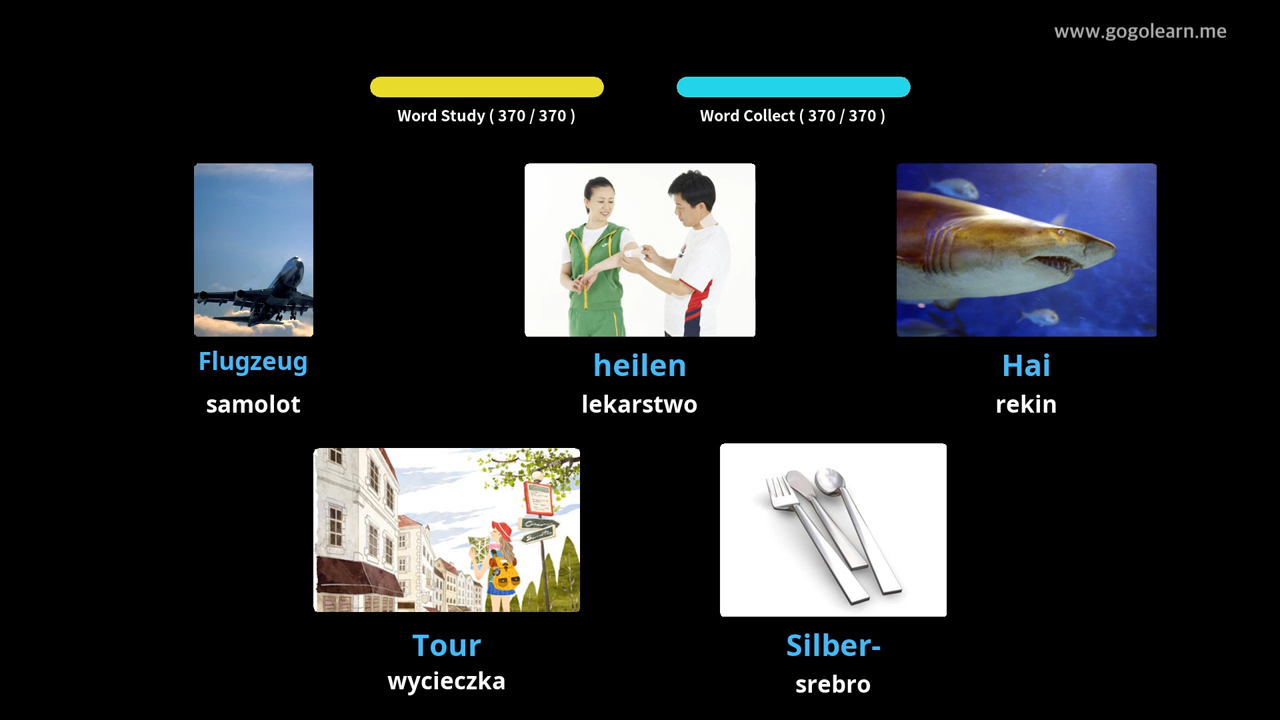 www.gogolearn.me
Word Study ( 370 / 370 )
Word Collect ( 370 / 370 )
Flugzeug
samolot
heilen
lekarstwo
Hai
rekin
Tour
wycieczka
Silber-
srebro